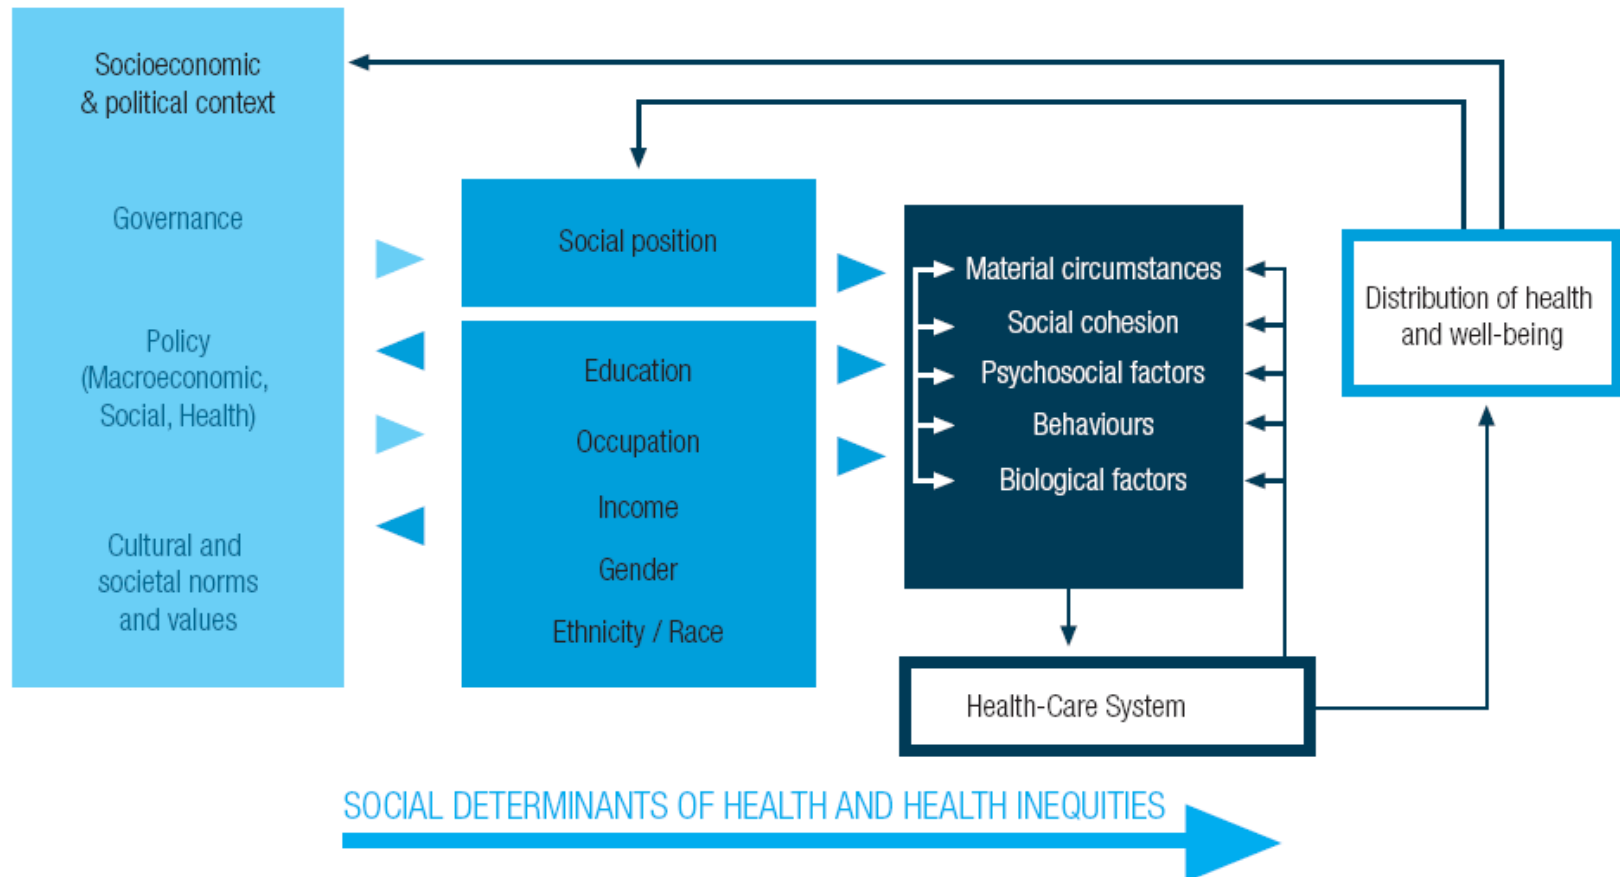 Socioeconomic
& political context
Governance
Policy
(Macroeconomic,
Social, Health)
Cultural and
societal norms
and values
Social position
Education
Occupation
Income
Gender
Ethnicity / Race
Material circumstances
Social cohesion
Psychosocial factors
Behaviours
Biological factors
Health-Care System
Distribution of health
and well-being
SOCIAL DETERMINANTS OF HEALTH AND HEALTH INEQUITIES